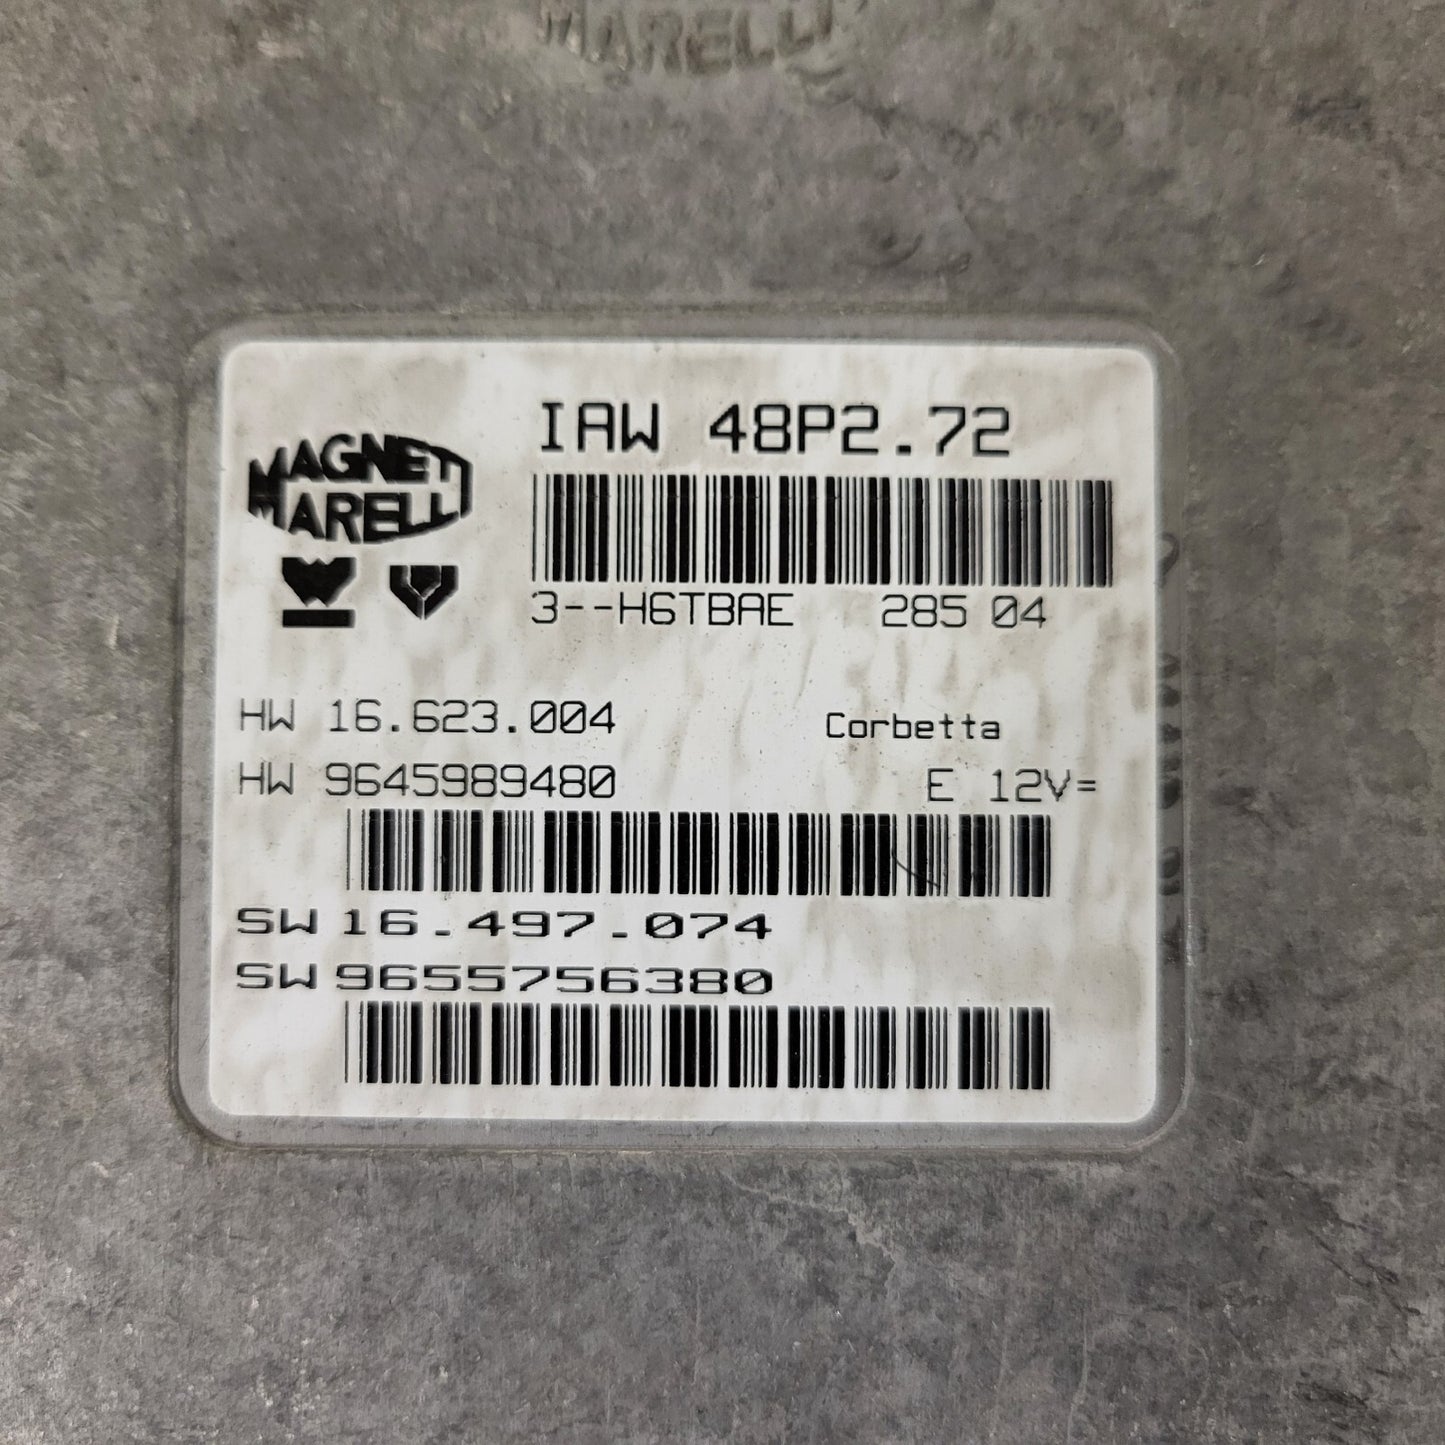 MARELLI
IAW 48P2.72
MAGNETI
MARELLI
3--H6TBAE 285 04
HW 16.623.004 Corbetta
HW 9645989480 E 12V=
SW 16.497.074
SW 9655756380